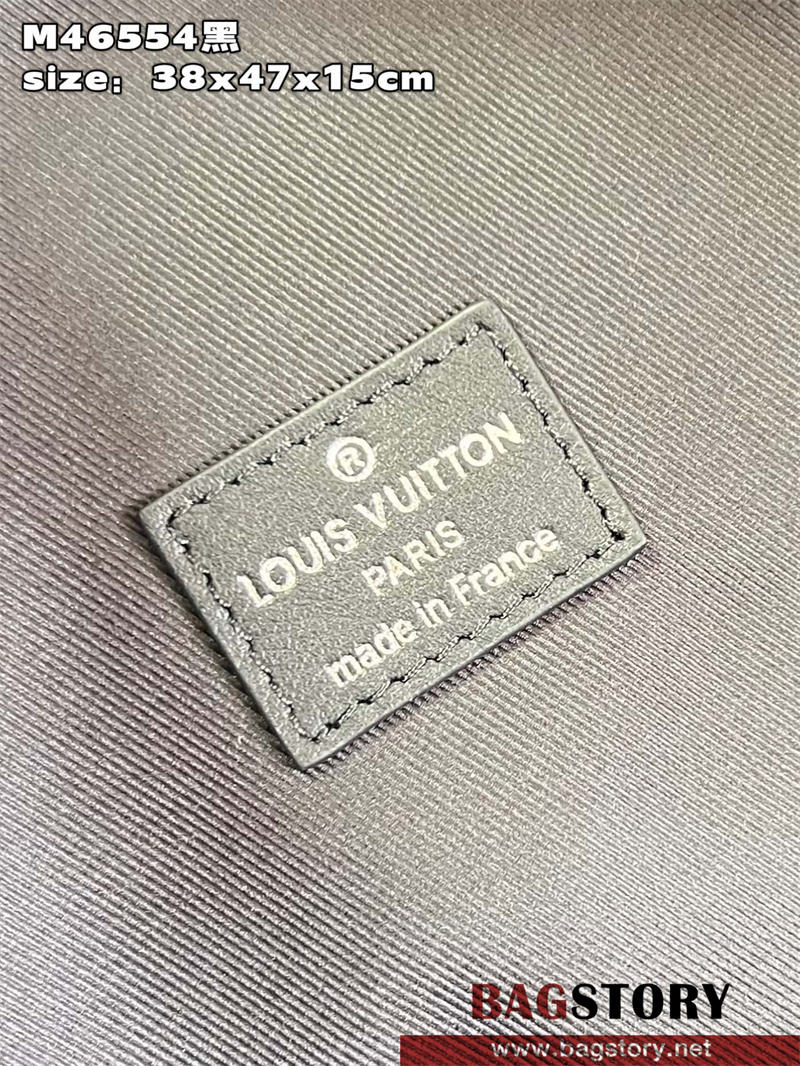 M46554黑
size：38x47x15cm
®
LOUIS VUITTON
PARIS
made in France
BAGSTORY
www.bagstory.net